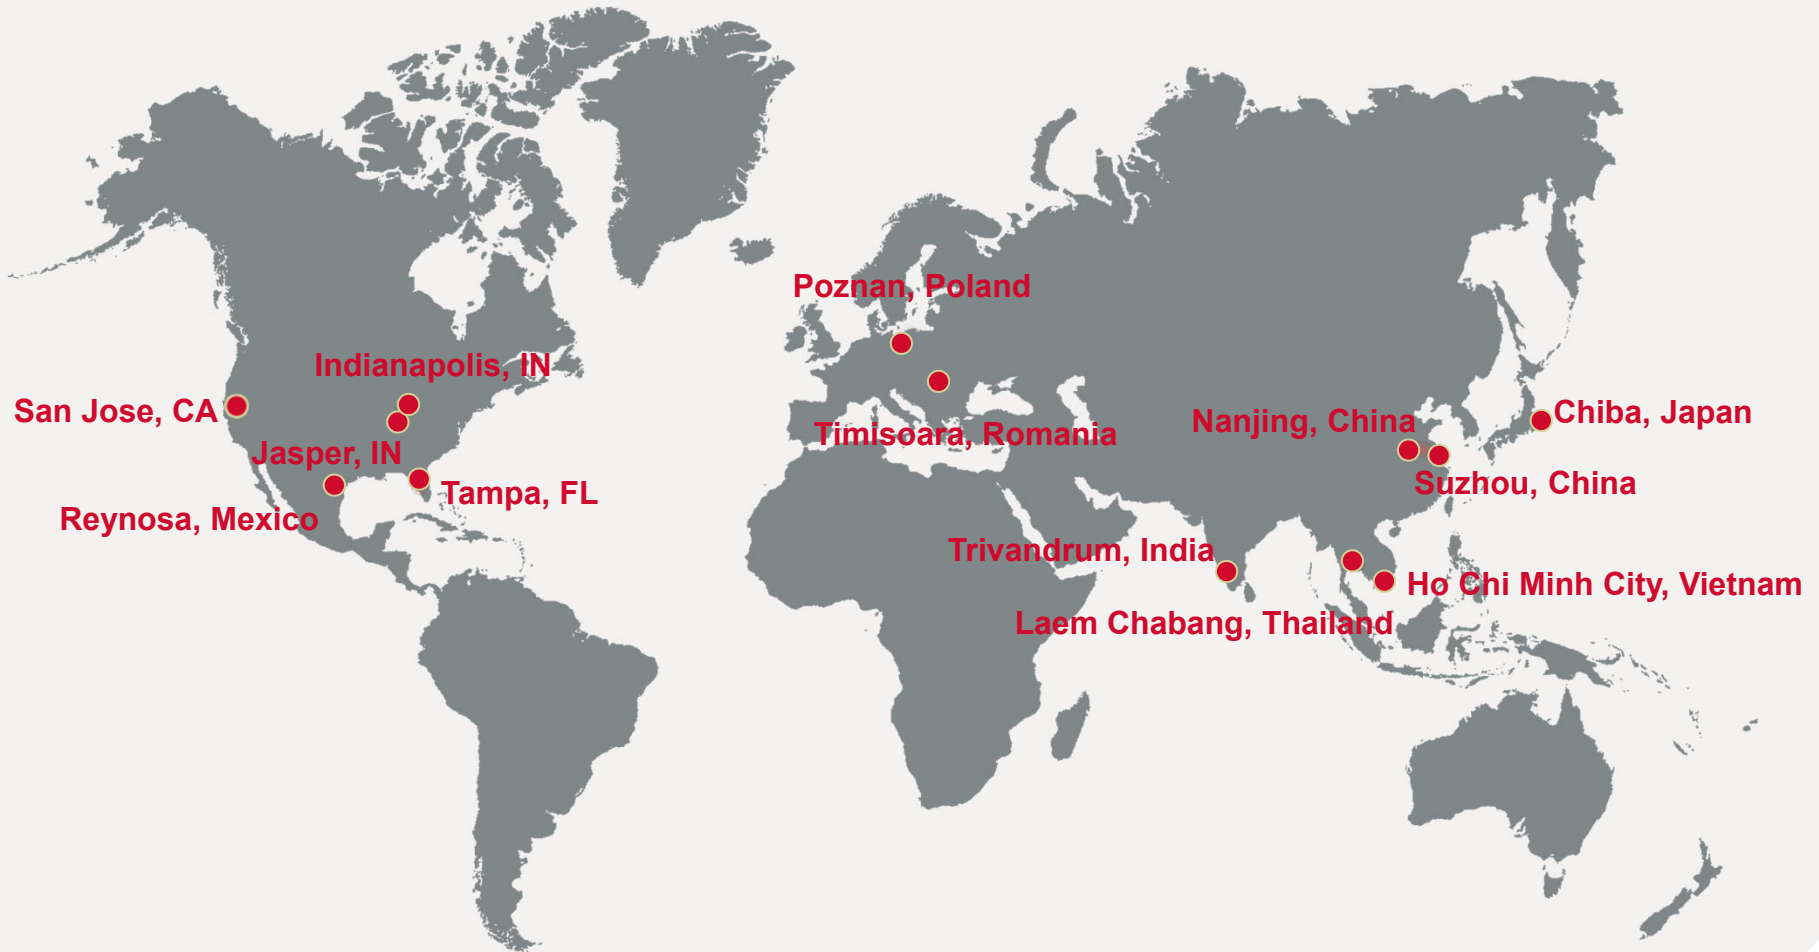 Poznan, Poland
Indianapolis, IN
San Jose, CA
Jasper, IN
Tampa, FL
Reynosa, Mexico
Timisoara, Romania
Nanjing, China
Chiba, Japan
Suzhou, China
Trivandrum, India
Ho Chi Minh City, Vietnam
Laem Chabang, Thailand